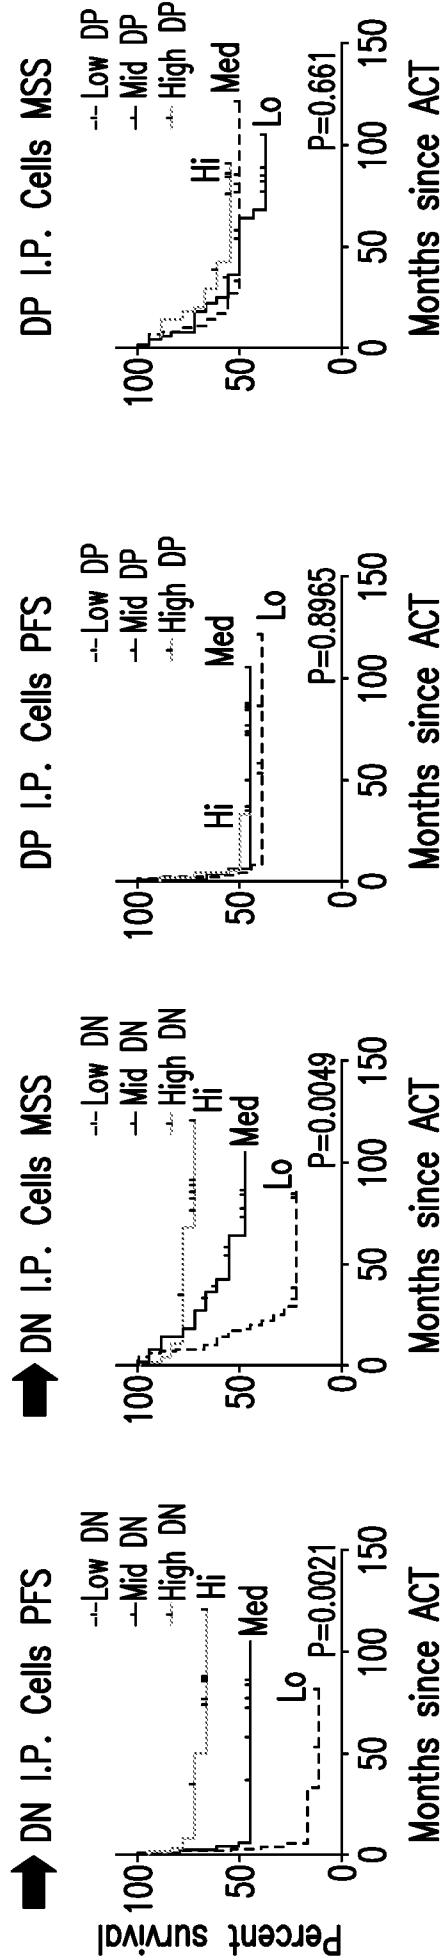 DN I.P. Cells PFS
Low DN
Mid DN
High DN
Percent survival
100
50
0
Hi
Med
Lo
P=0.0021
0 50 100 150
Months since ACT
DN I.P. Cells MSS
Low DN
Mid DN
High DN
100
50
0
Hi
Med
Lo
P=0.0049
0 50 100 150
Months since ACT
DP I.P. Cells PFS
Low DP
Mid DP
High DP
100
50
0
Hi
Med
Lo
P=0.8965
0 50 100 150
Months since ACT
DP I.P. Cells MSS
Low DP
Mid DP
High DP
100
50
0
Hi
Med
Lo
P=0.661
0 50 100 150
Months since ACT